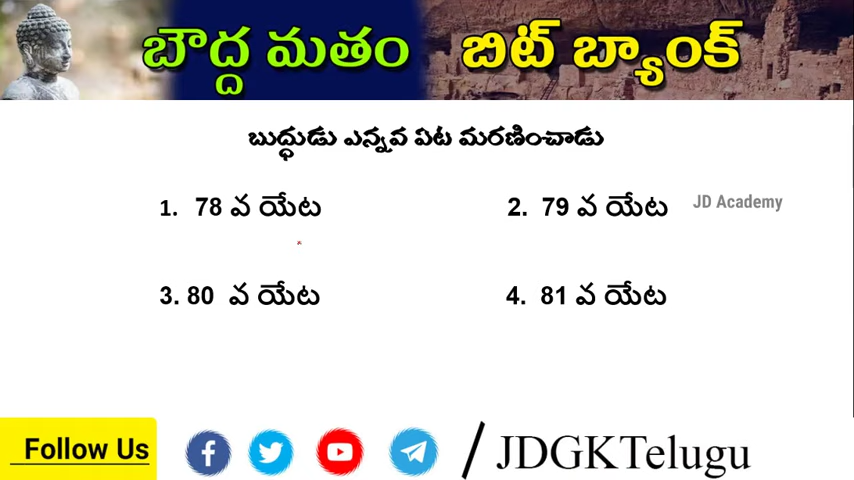 బౌద్ధ మతం బిట్ బ్యాంక్
బుద్ధుడు ఎన్నవ ఏట మరణించాడు
1. 78 వ యేట 2. 79 వ యేట JD Academy
3. 80 వ యేట 4. 81 వ యేట
Follow Us / JDGKTelugu